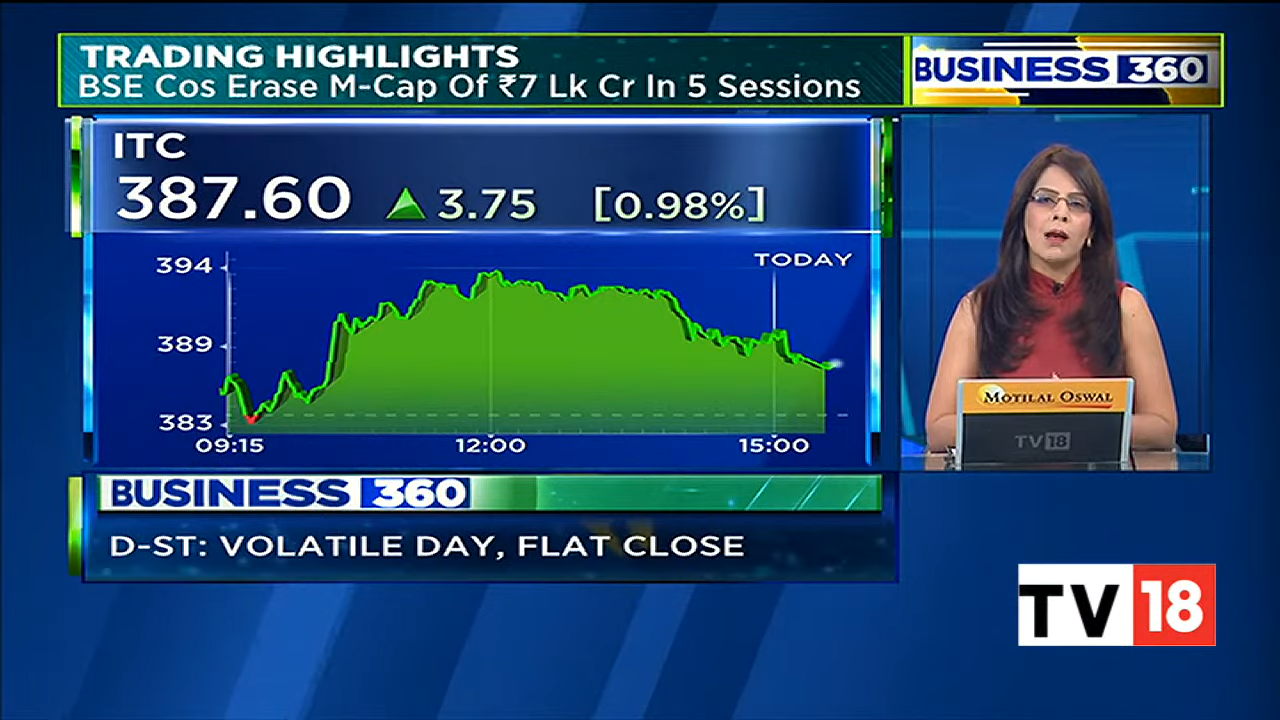 TRADING HIGHLIGHTS
BSE Cos Erase M-Cap Of ₹7 Lk Cr In 5 Sessions
BUSINESS 360
ITC
387.60 ▲ 3.75 [0.98%]
TODAY
394
389
383
09:15 12:00 15:00
MOTILAL OSWAL
TV18
BUSINESS 360
D-ST: VOLATILE DAY, FLAT CLOSE
TV18